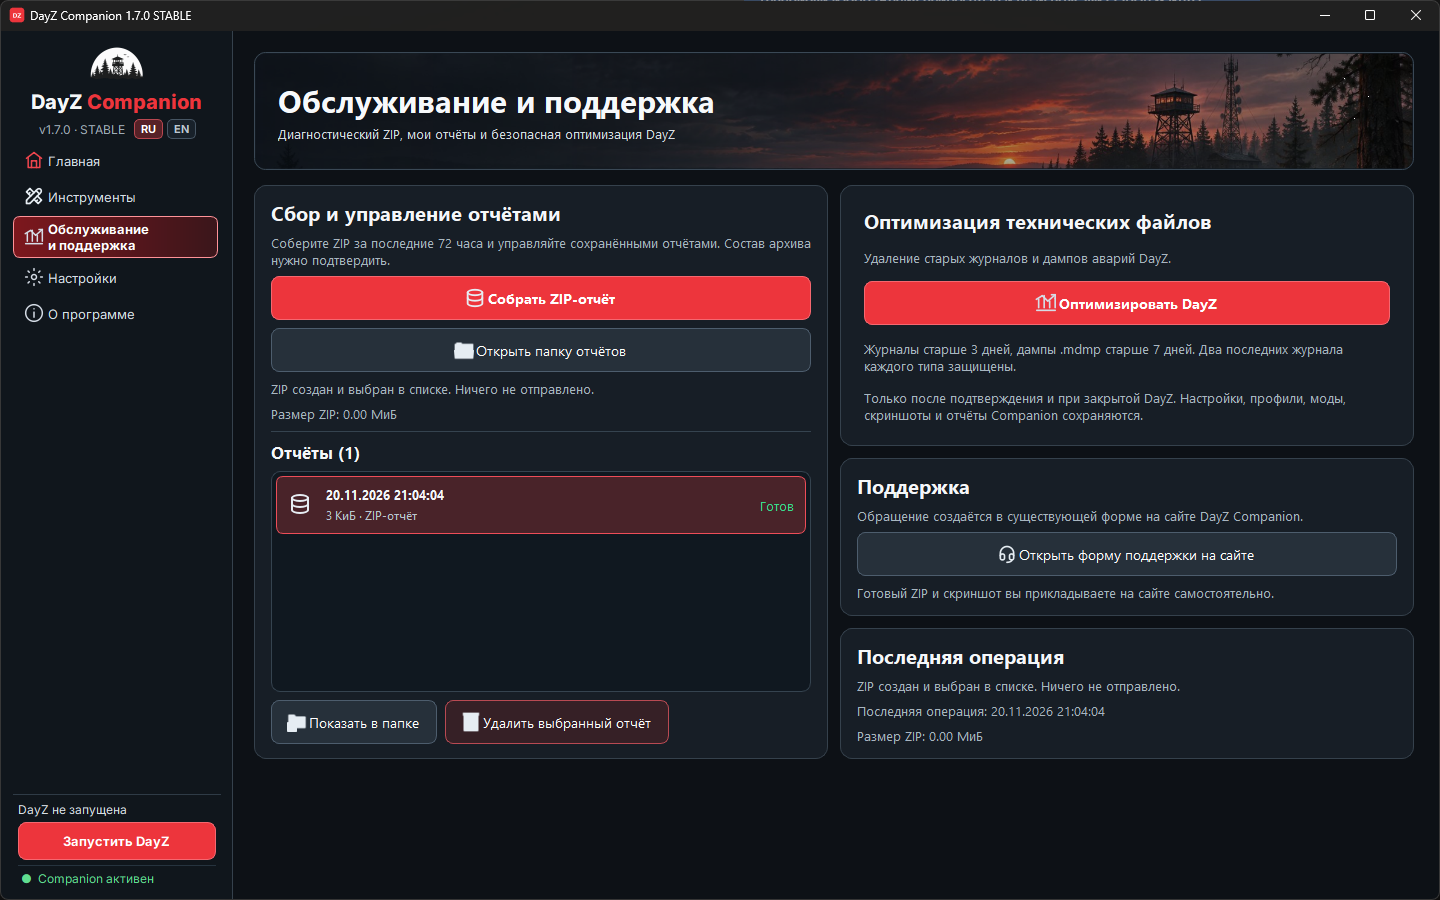 DayZ Companion 1.7.0 STABLE
DayZ Companion
v1.7.0 · STABLE RU EN
Главная
Инструменты
Обслуживание
и поддержка
Настройки
О программе
DayZ не запущена
Запустить DayZ
Companion активен
Обслуживание и поддержка
Диагностический ZIP, мои отчёты и безопасная оптимизация DayZ
Сбор и управление отчётами
Соберите ZIP за последние 72 часа и управляйте сохранёнными отчётами. Состав архива
нужно подтвердить.
Собрать ZIP-отчёт
Открыть папку отчётов
ZIP создан и выбран в списке. Ничего не отправлено.
Размер ZIP: 0.00 МиБ
Отчёты (1)
20.11.2026 21:04:04
3 КиБ · ZIP-отчёт
Готов
Показать в папке
Удалить выбранный отчёт
Оптимизация технических файлов
Удаление старых журналов и дампов аварий DayZ.
Оптимизировать DayZ
Журналы старше 3 дней, дампы .mdmp старше 7 дней. Два последних журнала
каждого типа защищены.
Только после подтверждения и при закрытой DayZ. Настройки, профили, моды,
скриншоты и отчёты Companion сохраняются.
Поддержка
Обращение создаётся в существующей форме на сайте DayZ Companion.
Открыть форму поддержки на сайте
Готовый ZIP и скриншот вы прикладываете на сайте самостоятельно.
Последняя операция
ZIP создан и выбран в списке. Ничего не отправлено.
Последняя операция: 20.11.2026 21:04:04
Размер ZIP: 0.00 МиБ